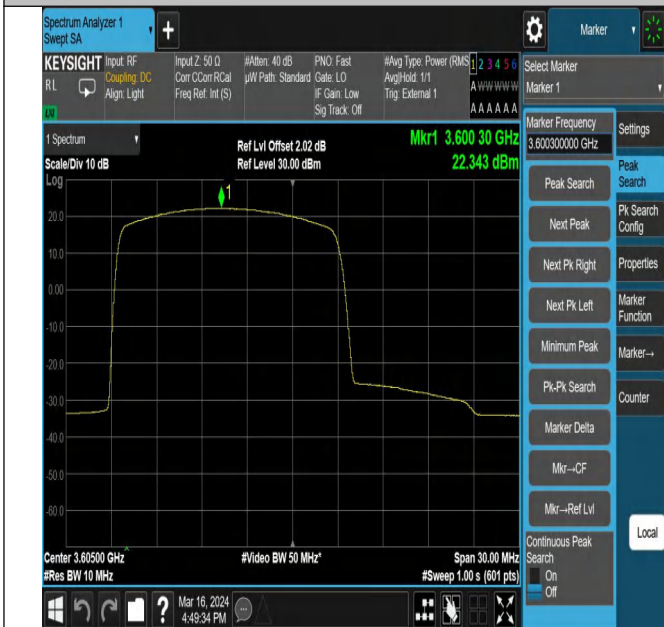 Spectrum Analyzer 1
Swept SA
+
Marker
KEYSIGHT
RL
LXI
Input: RF
Coupling: DC
Align: Light
Input Z: 50 Ω
Corr CCorr RCal
Freq Ref: Int (S)
#Atten: 40 dB
µW Path: Standard
PNO: Fast
Gate: LO
IF Gain: Low
Sig Track: Off
#Avg Type: Power (RMS
Avg|Hold: 1/1
Trig: External 1
1 2 3 4 5 6
A W W W W W
A A A A A A
Select Marker
Marker 1
1 Spectrum
Scale/Div 10 dB
Log
Ref Lvl Offset 2.02 dB
Ref Level 30.00 dBm
Mkr1 3.600 30 GHz
22.343 dBm
1
20.0
10.0
0.00
-10.0
-20.0
-30.0
-40.0
-50.0
-60.0
Center 3.60500 GHz
#Res BW 10 MHz
#Video BW 50 MHz*
Span 30.00 MHz
#Sweep 1.00 s (601 pts)
Marker Frequency
3.600300000 GHz
Peak Search
Next Peak
Next Pk Right
Next Pk Left
Minimum Peak
Pk-Pk Search
Marker Delta
Mkr→CF
Mkr→Ref Lvl
Continuous Peak
Search
On
Off
Settings
Peak
Search
Pk Search
Config
Properties
Marker
Function
Marker→
Counter
Local
?
Mar 16, 2024
4:49:34 PM